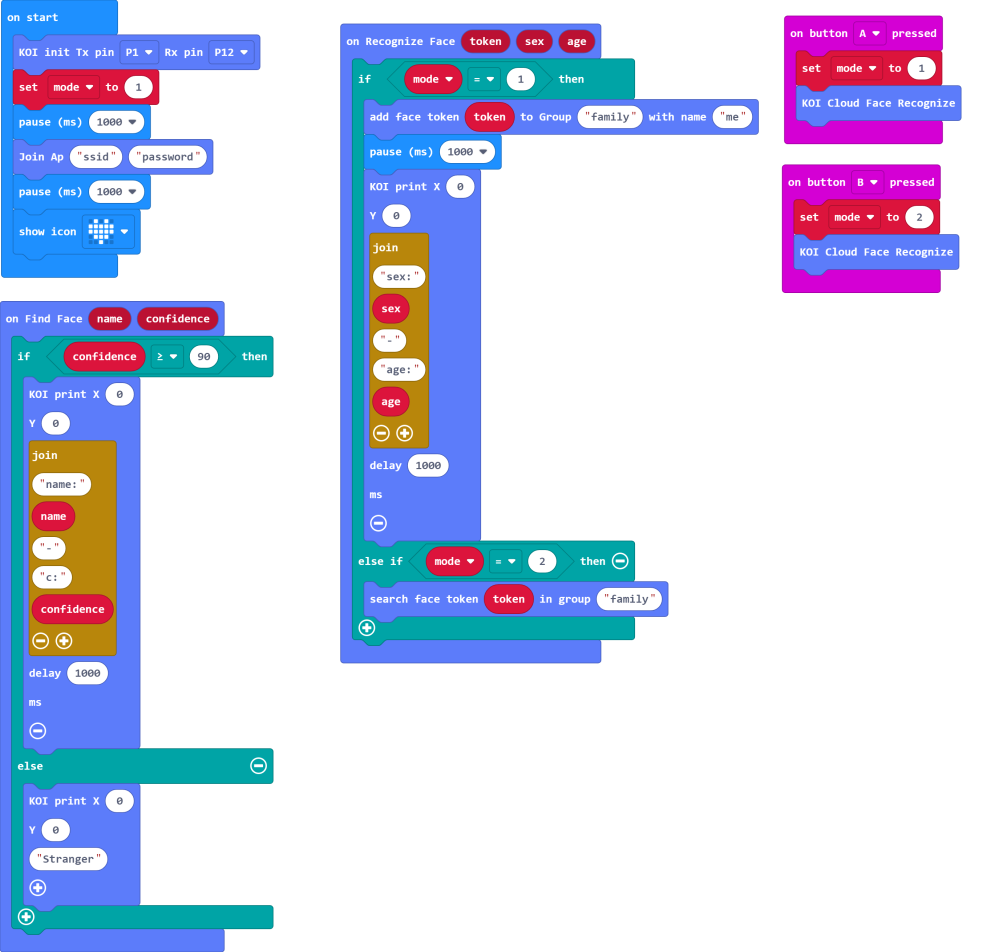 on start
KOI init Tx pin P1 Rx pin P12
set mode to 1
pause (ms) 1000
Join Ap "ssid" "password"
pause (ms) 1000
show icon
on Find Face name confidence
if confidence ≥ 90 then
KOI print X 0
Y 0
join
"name:"
name
"-"
"c:"
confidence
delay 1000
ms
else
KOI print X 0
Y 0
"Stranger"
on Recognize Face token sex age
if mode = 1 then
add face token token to Group "family" with name "me"
pause (ms) 1000
KOI print X 0
Y 0
join
"sex:"
sex
"-"
"age:"
age
delay 1000
ms
else if mode = 2 then
search face token token in group "family"
on button A pressed
set mode to 1
KOI Cloud Face Recognize
on button B pressed
set mode to 2
KOI Cloud Face Recognize